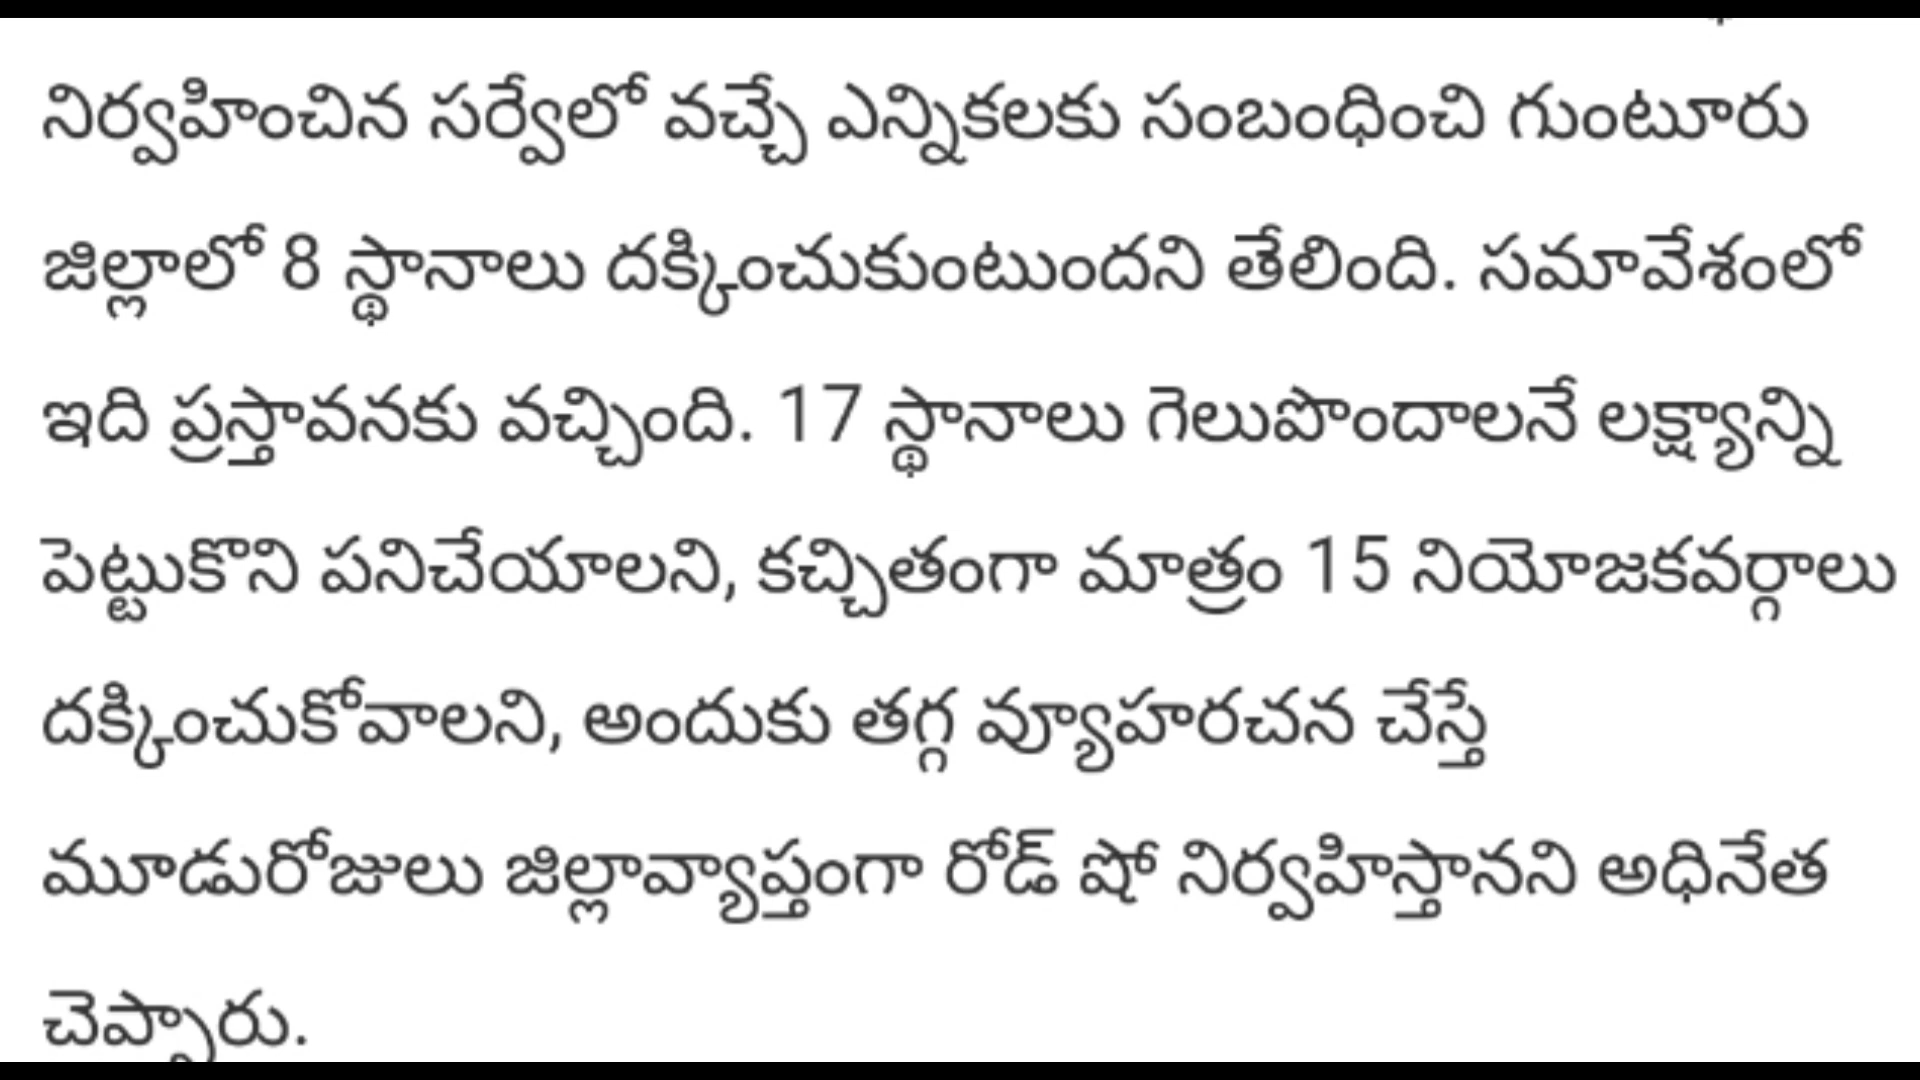 నిర్వహించిన సర్వేలో వచ్చే ఎన్నికలకు సంబంధించి గుంటూరు
జిల్లాలో 8 స్థానాలు దక్కించుకుంటుందని తేలింది. సమావేశంలో
ఇది ప్రస్తావనకు వచ్చింది. 17 స్థానాలు గెలుపొందాలనే లక్ష్యాన్ని
పెట్టుకొని పనిచేయాలని, కచ్చితంగా మాత్రం 15 నియోజకవర్గాలు
దక్కించుకోవాలని, అందుకు తగ్గ వ్యూహరచన చేస్తే
మూడురోజులు జిల్లావ్యాప్తంగా రోడ్ షో నిర్వహిస్తానని అధినేత
చెప్పారు.